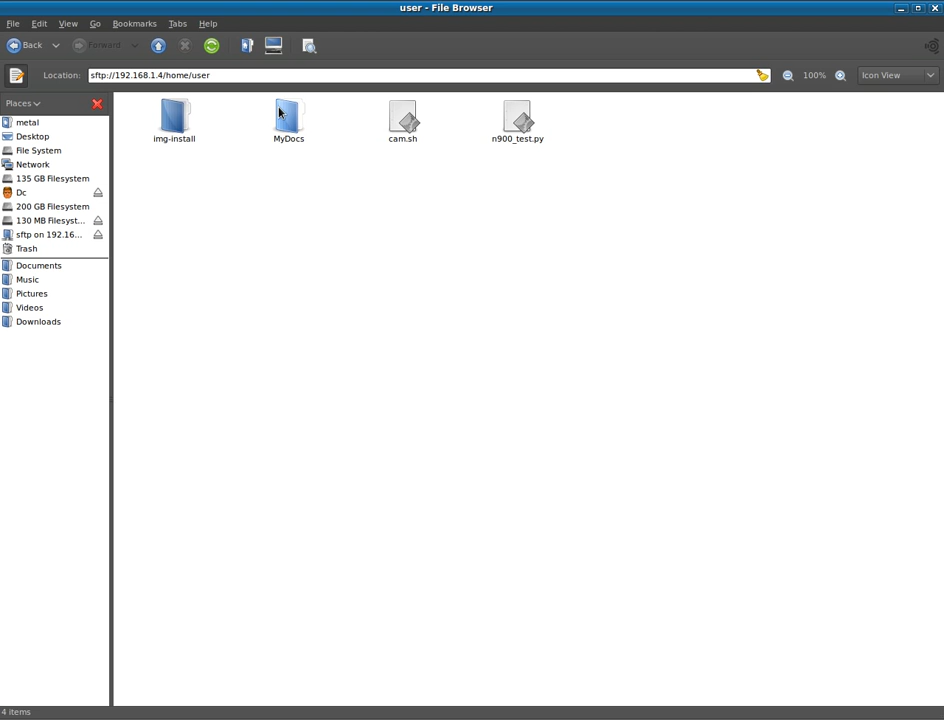 user - File Browser
File Edit View Go Bookmarks Tabs Help
Back Forward
Location: sftp://192.168.1.4/home/user 100% Icon View
Places
metal
Desktop
File System
Network
135 GB Filesystem
Dc
200 GB Filesystem
130 MB Filesyst...
sftp on 192.16...
Trash
Documents
Music
Pictures
Videos
Downloads
img-install MyDocs cam.sh n900_test.py
4 items